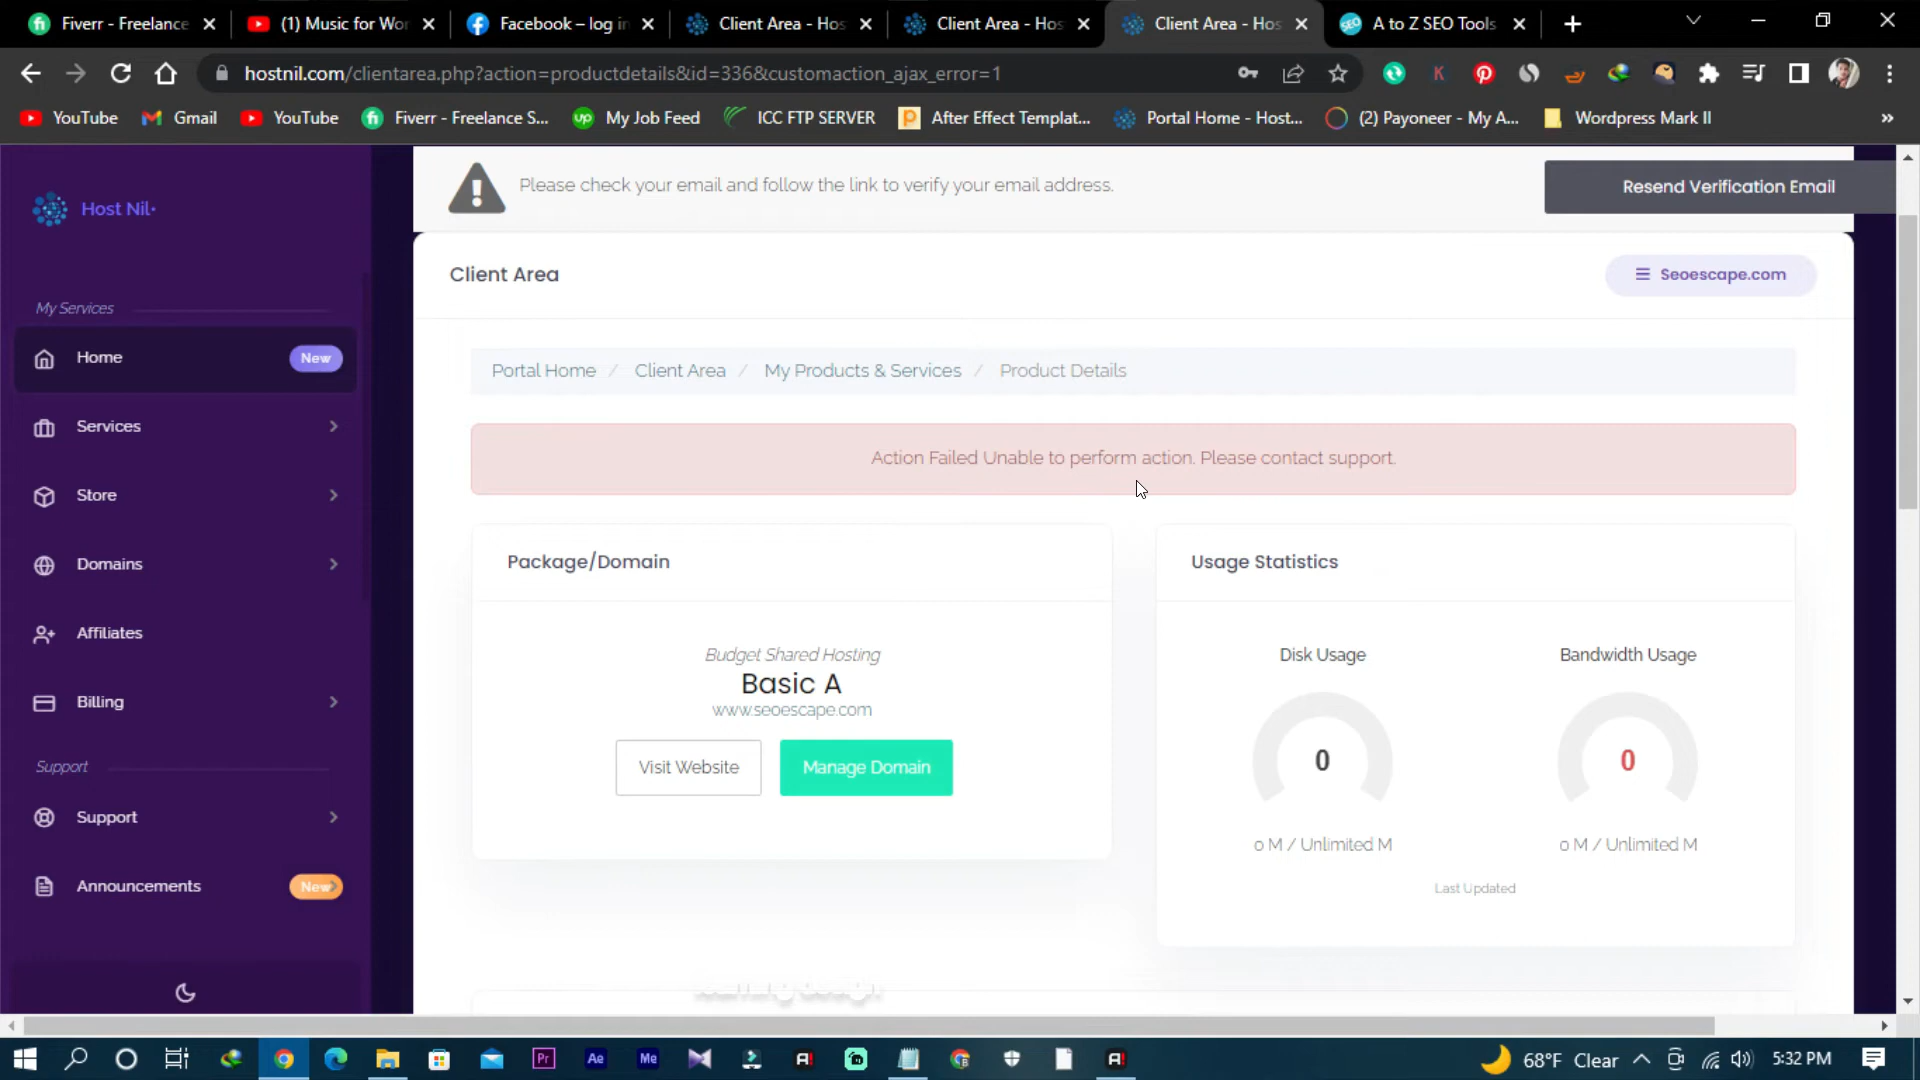 Fiverr - Freelance
(1) Music for Wor
Facebook – log in
Client Area - Hos
Client Area - Hos
Client Area - Hos
A to Z SEO Tools
hostnil.com/clientarea.php?action=productdetails&id=336&customaction_ajax_error=1
YouTube
Gmail
YouTube
Fiverr - Freelance S...
My Job Feed
ICC FTP SERVER
After Effect Templat...
Portal Home - Host...
(2) Payoneer - My A...
Wordpress Mark II
»
Host Nil
Please check your email and follow the link to verify your email address.
Resend Verification Email
Client Area
Seoescape.com
My Services
Home
New
Services
Store
Domains
Affiliates
Billing
Support
Support
Announcements
New
Portal Home / Client Area / My Products & Services / Product Details
Action Failed Unable to perform action. Please contact support.
Package/Domain
Budget Shared Hosting
Basic A
www.seoescape.com
Visit Website
Manage Domain
Usage Statistics
Disk Usage
Bandwidth Usage
0
0
0 M / Unlimited M
0 M / Unlimited M
Last Updated
Pr
Ae
Me
68°F Clear
5:32 PM